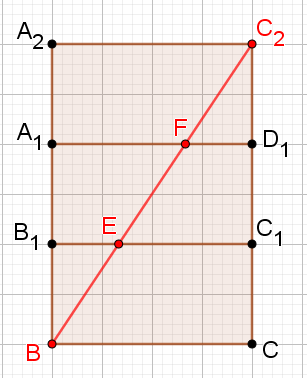 A₂ C₂
A₁ F D₁
B₁ E C₁
B C